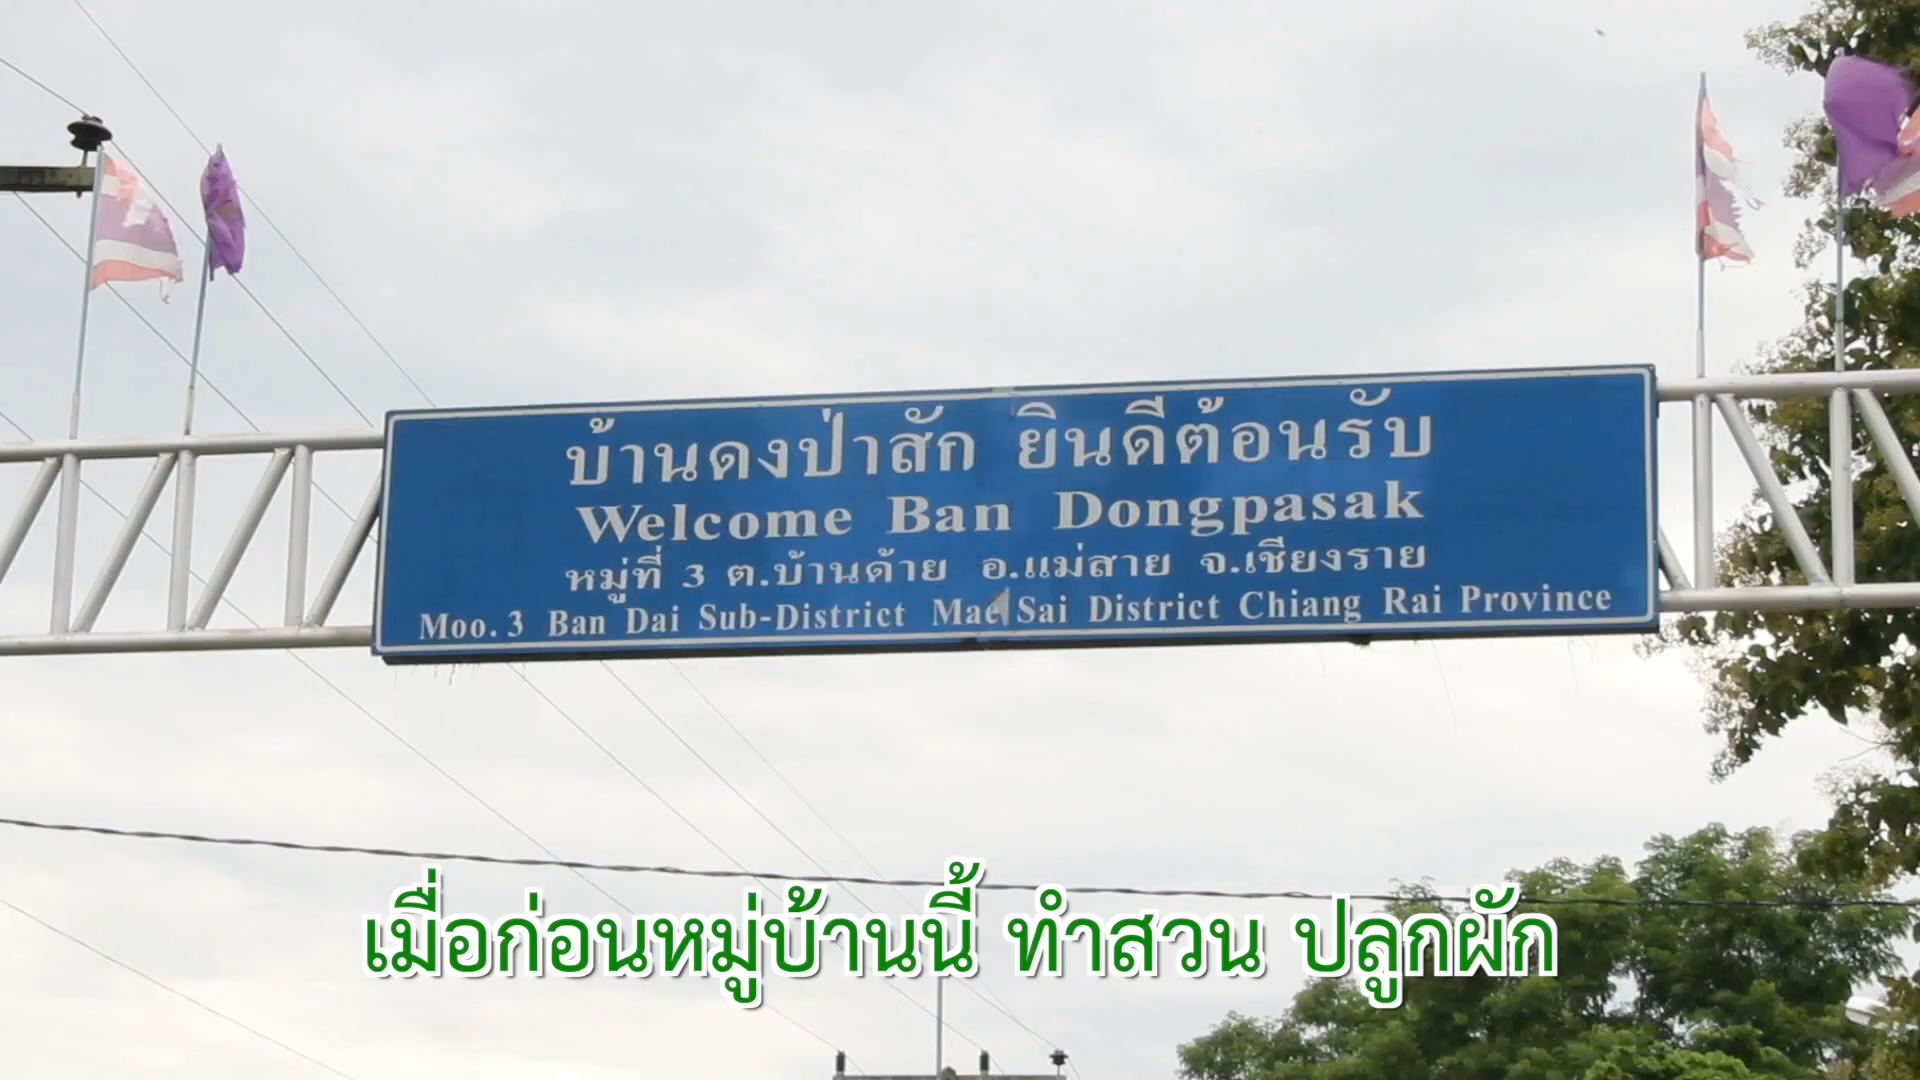 บ้านดงป่าสัก ยินดีต้อนรับ
Welcome Ban Dongpasak
หมู่ที่ 3 ต.บ้านด้าย อ.แม่สาย จ.เชียงราย
Moo.3 Ban Dai Sub-District Mae Sai District Chiang Rai Province
เมื่อก่อนหมู่บ้านนี้ ทำสวน ปลูกผัก